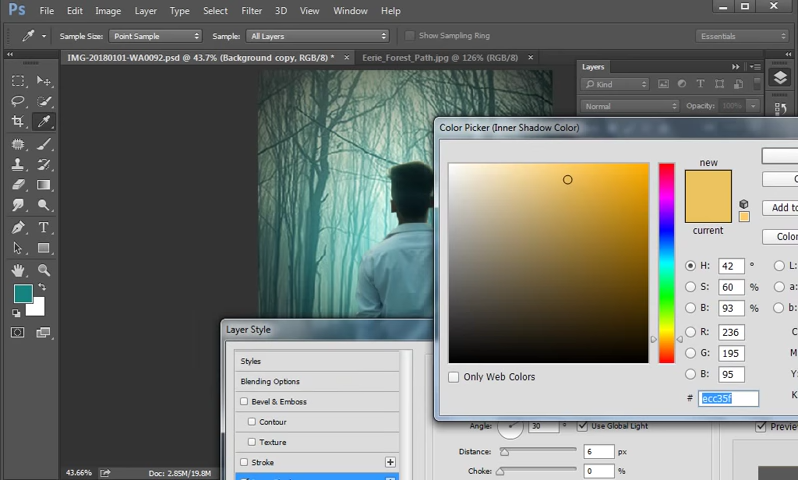 Ps File Edit Image Layer Type Select Filter 3D View Window Help
Sample Size: Point Sample Sample: All Layers Show Sampling Ring Essentials
IMG-20180101-WA0092.psd @ 43.7% (Background copy, RGB/8) * × Eerie_Forest_Path.jpg @ 126% (RGB/8) ×
Layers
Kind
Normal Opacity: 100%
Color Picker (Inner Shadow Color)
new
current
Add to
Color
H: 42 °
S: 60 %
B: 93 %
R: 236
G: 195
B: 95
# ecc35f
L:
a:
b:
C
M
Y:
K
Only Web Colors
Layer Style
Styles
Blending Options
Bevel & Emboss
Contour
Texture
Stroke
Angle: 30 ° Use Global Light
Distance: 6 px
Choke: 0 %
Preview
43.66% Doc: 2.85M/19.8M